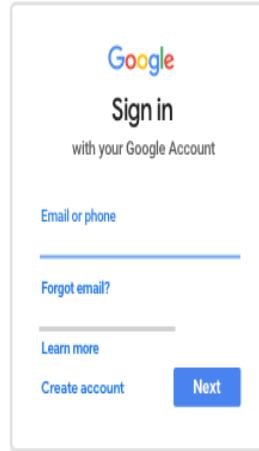 Google
Sign in
with your Google Account
Email or phone
Forgot email?
Learn more
Create account
Next